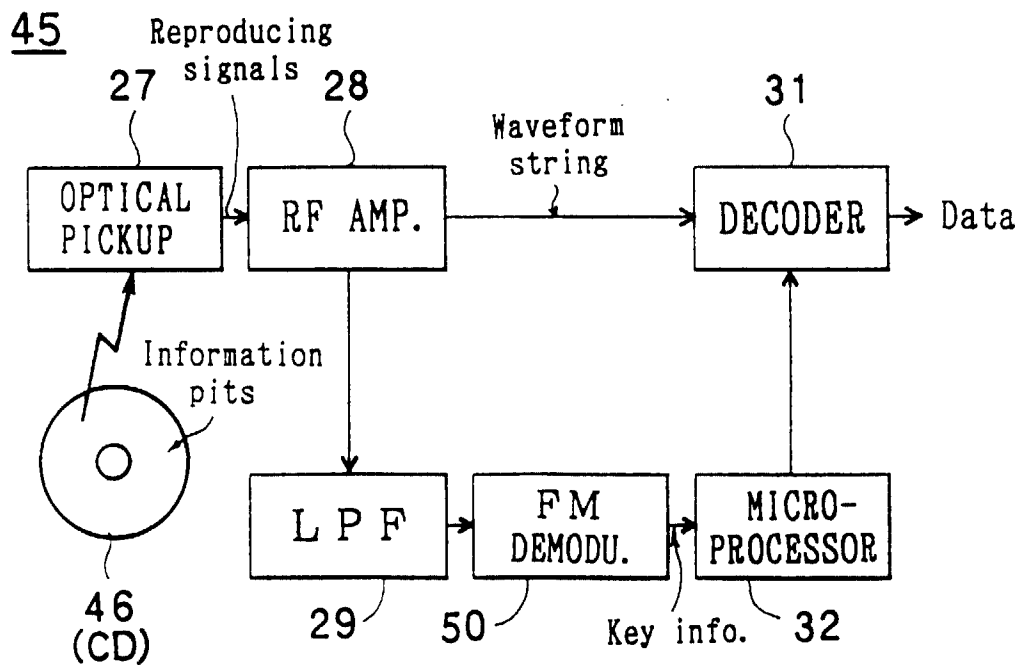 45
Reproducing
signals
27
28
31
Waveform
string
OPTICAL
PICKUP
RF AMP.
DECODER
Data
Information
pits
LPF
FM
DEMODU.
MICRO-
PROCESSOR
46
(CD)
29
50
Key info.
32